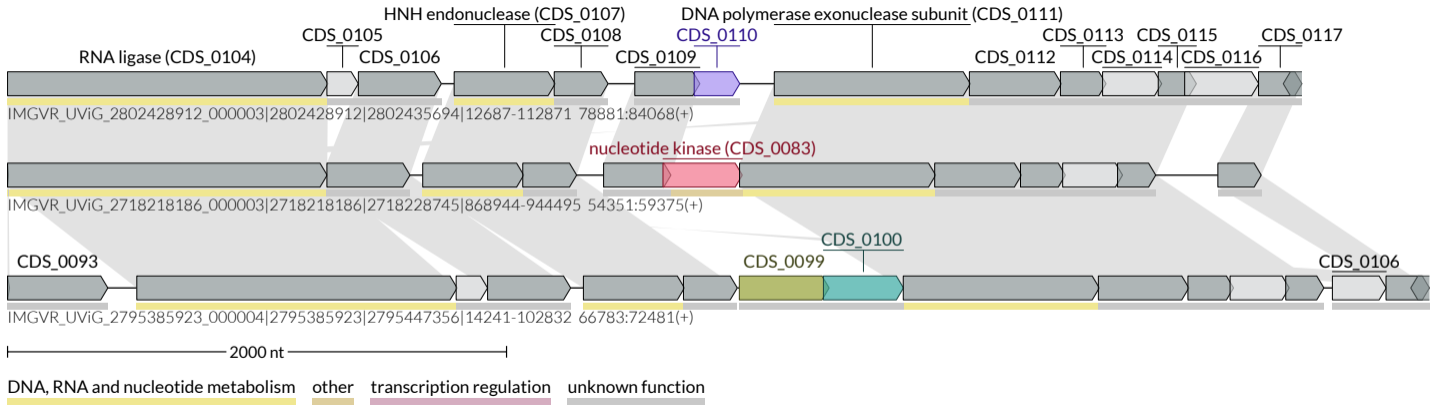 HNH endonuclease (CDS_0107) DNA polymerase exonuclease subunit (CDS_0111)
CDS_0105 CDS_0108 CDS_0110 CDS_0113 CDS_0115 CDS_0117
RNA ligase (CDS_0104) CDS_0106 CDS_0109 CDS_0112 CDS_0114 CDS_0116
IMGVR_UViG_2802428912_000003|2802428912|2802435694|12687-112871 78881:84068(+)
nucleotide kinase (CDS_0083)
IMGVR_UViG_2718218186_000003|2718218186|2718228745|868944-944495 54351:59375(+)
CDS_0100
CDS_0093 CDS_0099 CDS_0106
IMGVR_UViG_2795385923_000004|2795385923|2795447356|14241-102832 66783:72481(+)
2000 nt
DNA, RNA and nucleotide metabolism other transcription regulation unknown function